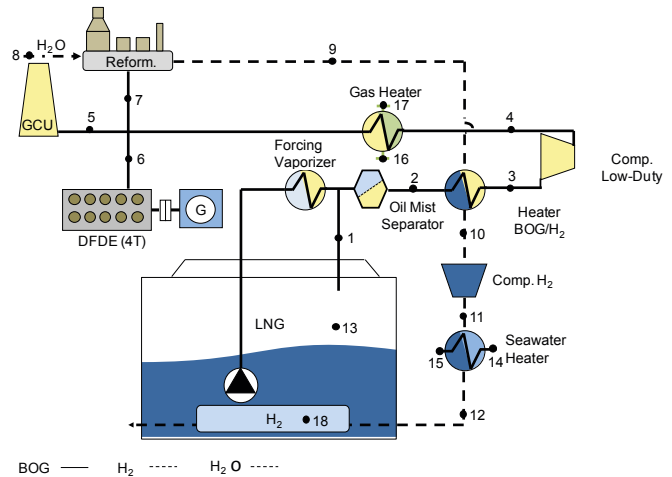 8
H₂O
Reform.
9
7
GCU
5
Gas Heater
17
16
4
Comp.
Low-Duty
6
Forcing
Vaporizer
2
3
Oil Mist
Separator
Heater
BOG/H₂
G
DFDE (4T)
1
10
Comp. H₂
11
LNG
13
Seawater
Heater
15
14
12
H₂
18
BOG
H₂
H₂O